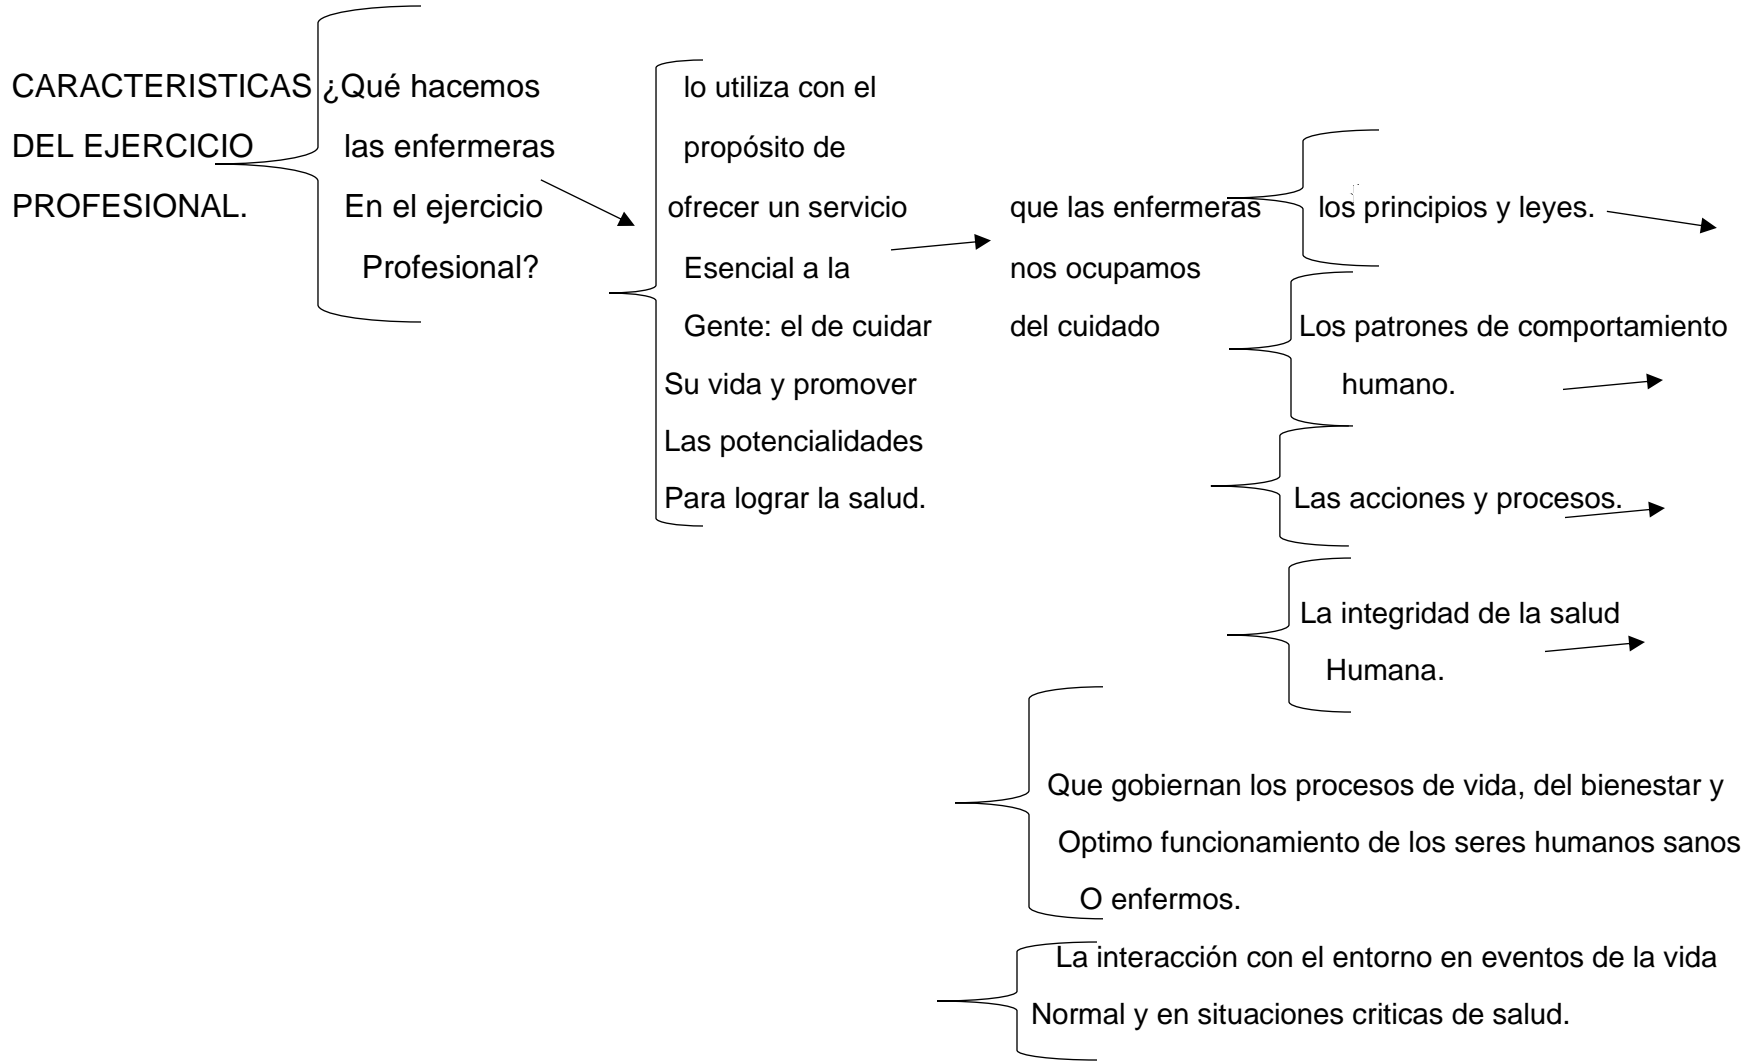 CARACTERISTICAS
DEL EJERCICIO
PROFESIONAL.
¿Qué hacemos
las enfermeras
En el ejercicio
Profesional?
lo utiliza con el
propósito de
ofrecer un servicio
Esencial a la
Gente: el de cuidar
Su vida y promover
Las potencialidades
Para lograr la salud.
que las enfermeras
nos ocupamos
del cuidado
los principios y leyes.
Los patrones de comportamiento
humano.
Las acciones y procesos.
La integridad de la salud
Humana.
Que gobiernan los procesos de vida, del bienestar y
Optimo funcionamiento de los seres humanos sanos
O enfermos.
La interacción con el entorno en eventos de la vida
Normal y en situaciones criticas de salud.